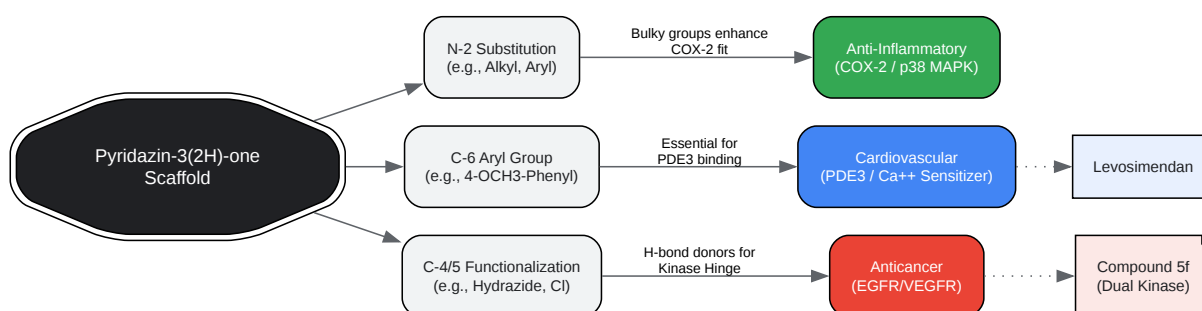 Pyridazin-3(2H)-one
Scaffold
N-2 Substitution
(e.g., Alkyl, Aryl)
Bulky groups enhance
COX-2 fit
Anti-Inflammatory
(COX-2 / p38 MAPK)
C-6 Aryl Group
(e.g., 4-OCH3-Phenyl)
Essential for
PDE3 binding
Cardiovascular
(PDE3 / Ca++ Sensitizer)
Levosimendan
C-4/5 Functionalization
(e.g., Hydrazide, Cl)
H-bond donors for
Kinase Hinge
Anticancer
(EGFR/VEGFR)
Compound 5f
(Dual Kinase)